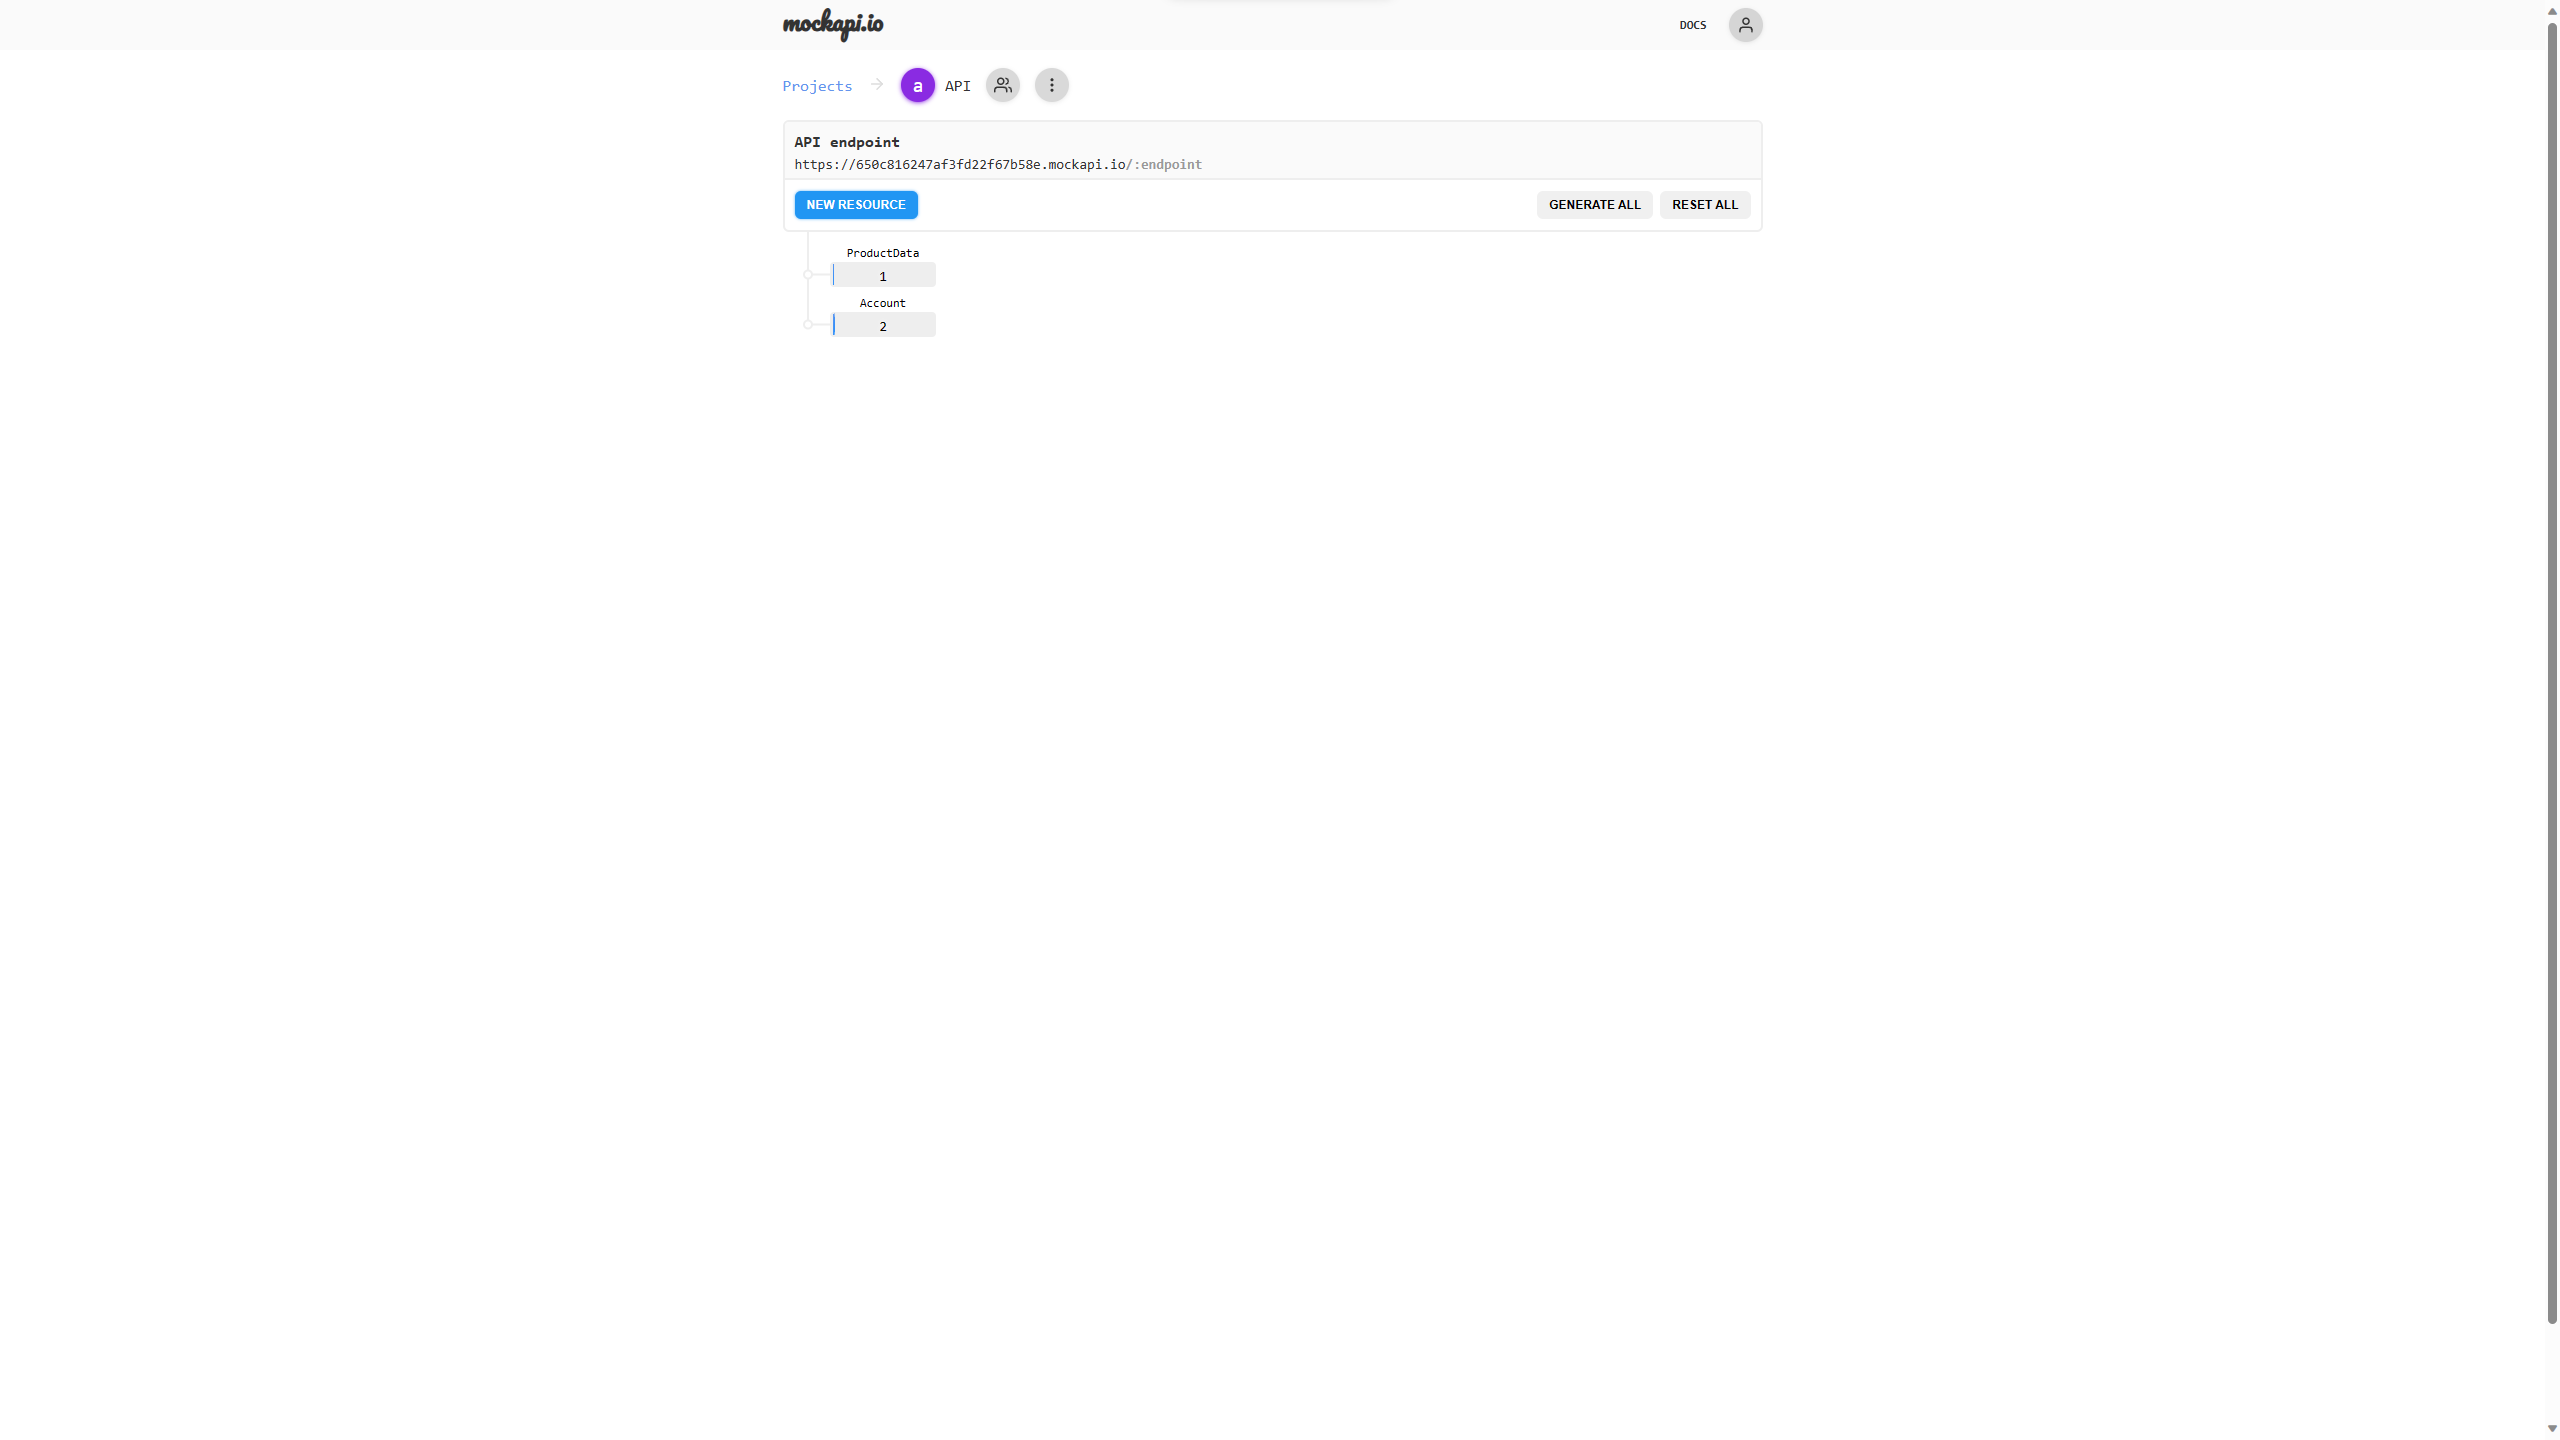 mockapi.io
DOCS
Projects
a API
API endpoint
https://650c816247af3fd22f67b58e.mockapi.io/:endpoint
NEW RESOURCE GENERATE ALL RESET ALL
ProductData
1
Account
2